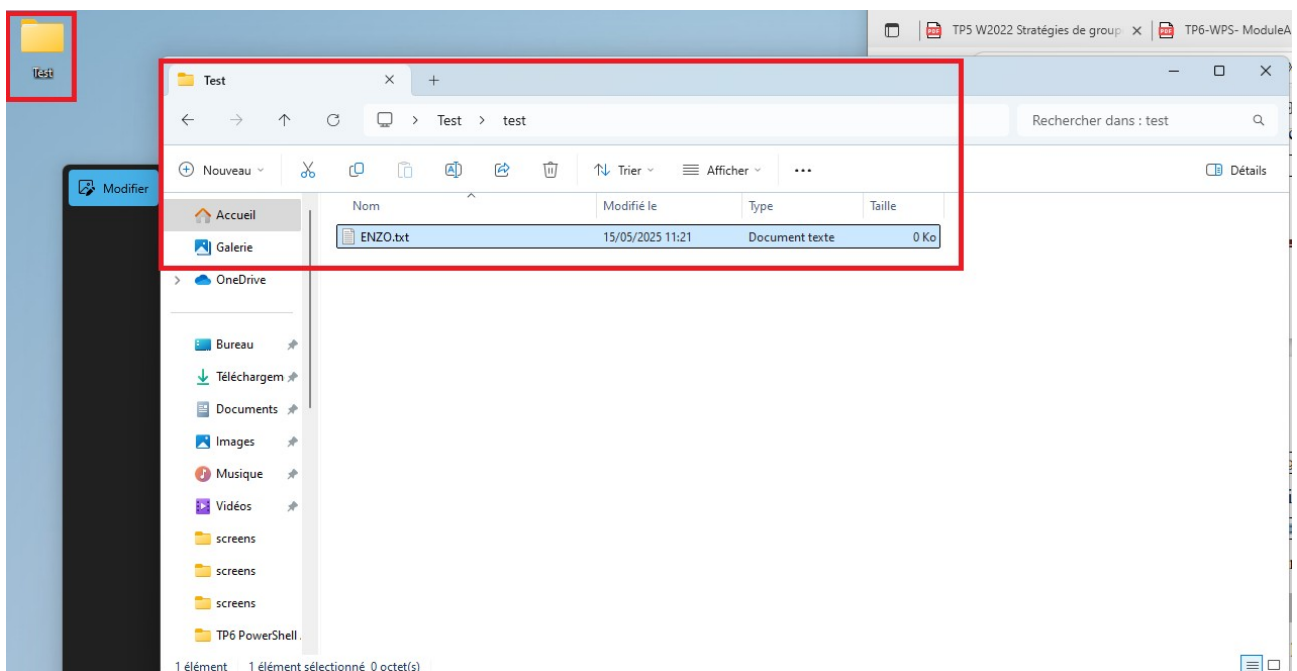 TP5 W2022 Stratégies de group
TP6-WPS- ModuleA
Test
Test
Test > test
Rechercher dans : test
Nouveau
Trier
Afficher
Détails
Modifier
Accueil
Galerie
OneDrive
Bureau
Téléchargem
Documents
Images
Musique
Vidéos
screens
screens
screens
TP6 PowerShell
Nom Modifié le Type Taille
ENZO.txt 15/05/2025 11:21 Document texte 0 Ko
1 élément 1 élément sélectionné 0 octet(s)